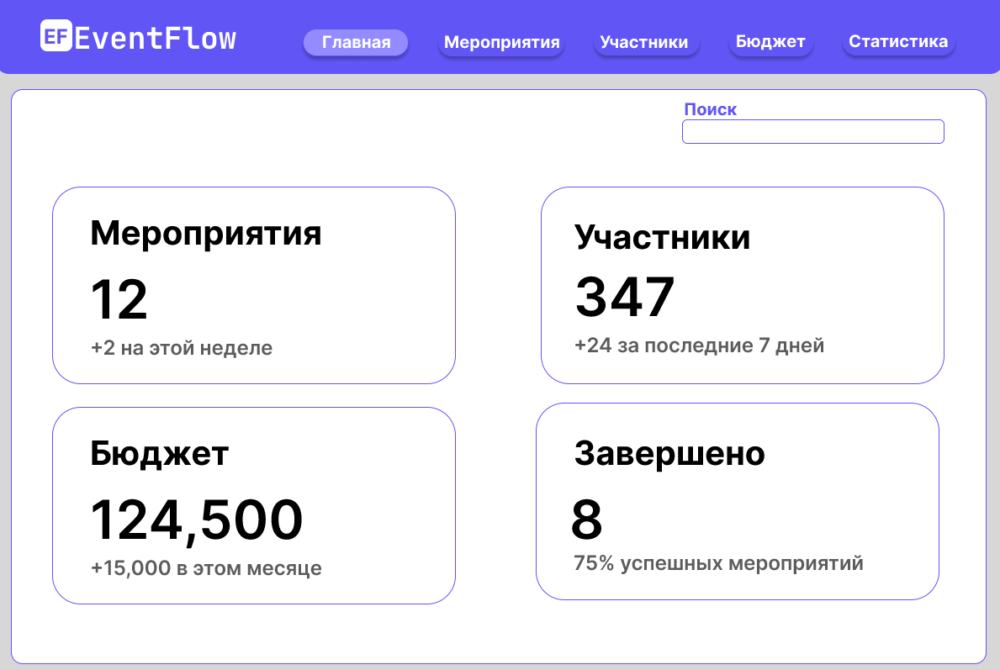 EF EventFlow
Главная Мероприятия Участники Бюджет Статистика
Поиск
Мероприятия
12
+2 на этой неделе
Участники
347
+24 за последние 7 дней
Бюджет
124,500
+15,000 в этом месяце
Завершено
8
75% успешных мероприятий